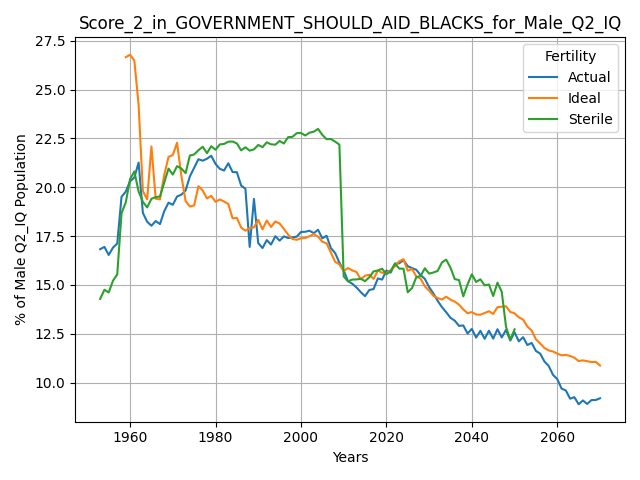 Score_2_in_GOVERNMENT_SHOULD_AID_BLACKS_for_Male_Q2_IQ
27.5
25.0
22.5
20.0
17.5
15.0
12.5
10.0
% of Male Q2_IQ Population
Fertility
Actual
Ideal
Sterile
1960
1980
2000
2020
2040
2060
Years